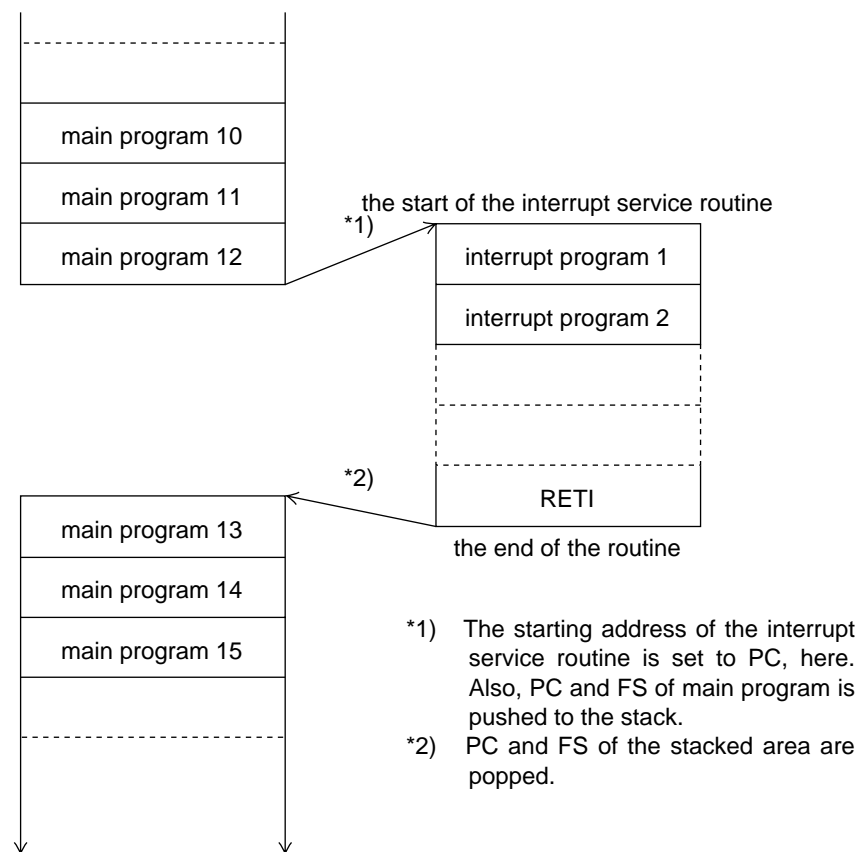 main program 10
main program 11
the start of the interrupt service routine
*1)
main program 12
interrupt program 1
interrupt program 2
*2)
RETI
main program 13
the end of the routine
main program 14
main program 15
*1) The starting address of the interrupt
service routine is set to PC, here.
Also, PC and FS of main program is
pushed to the stack.
*2) PC and FS of the stacked area are
popped.